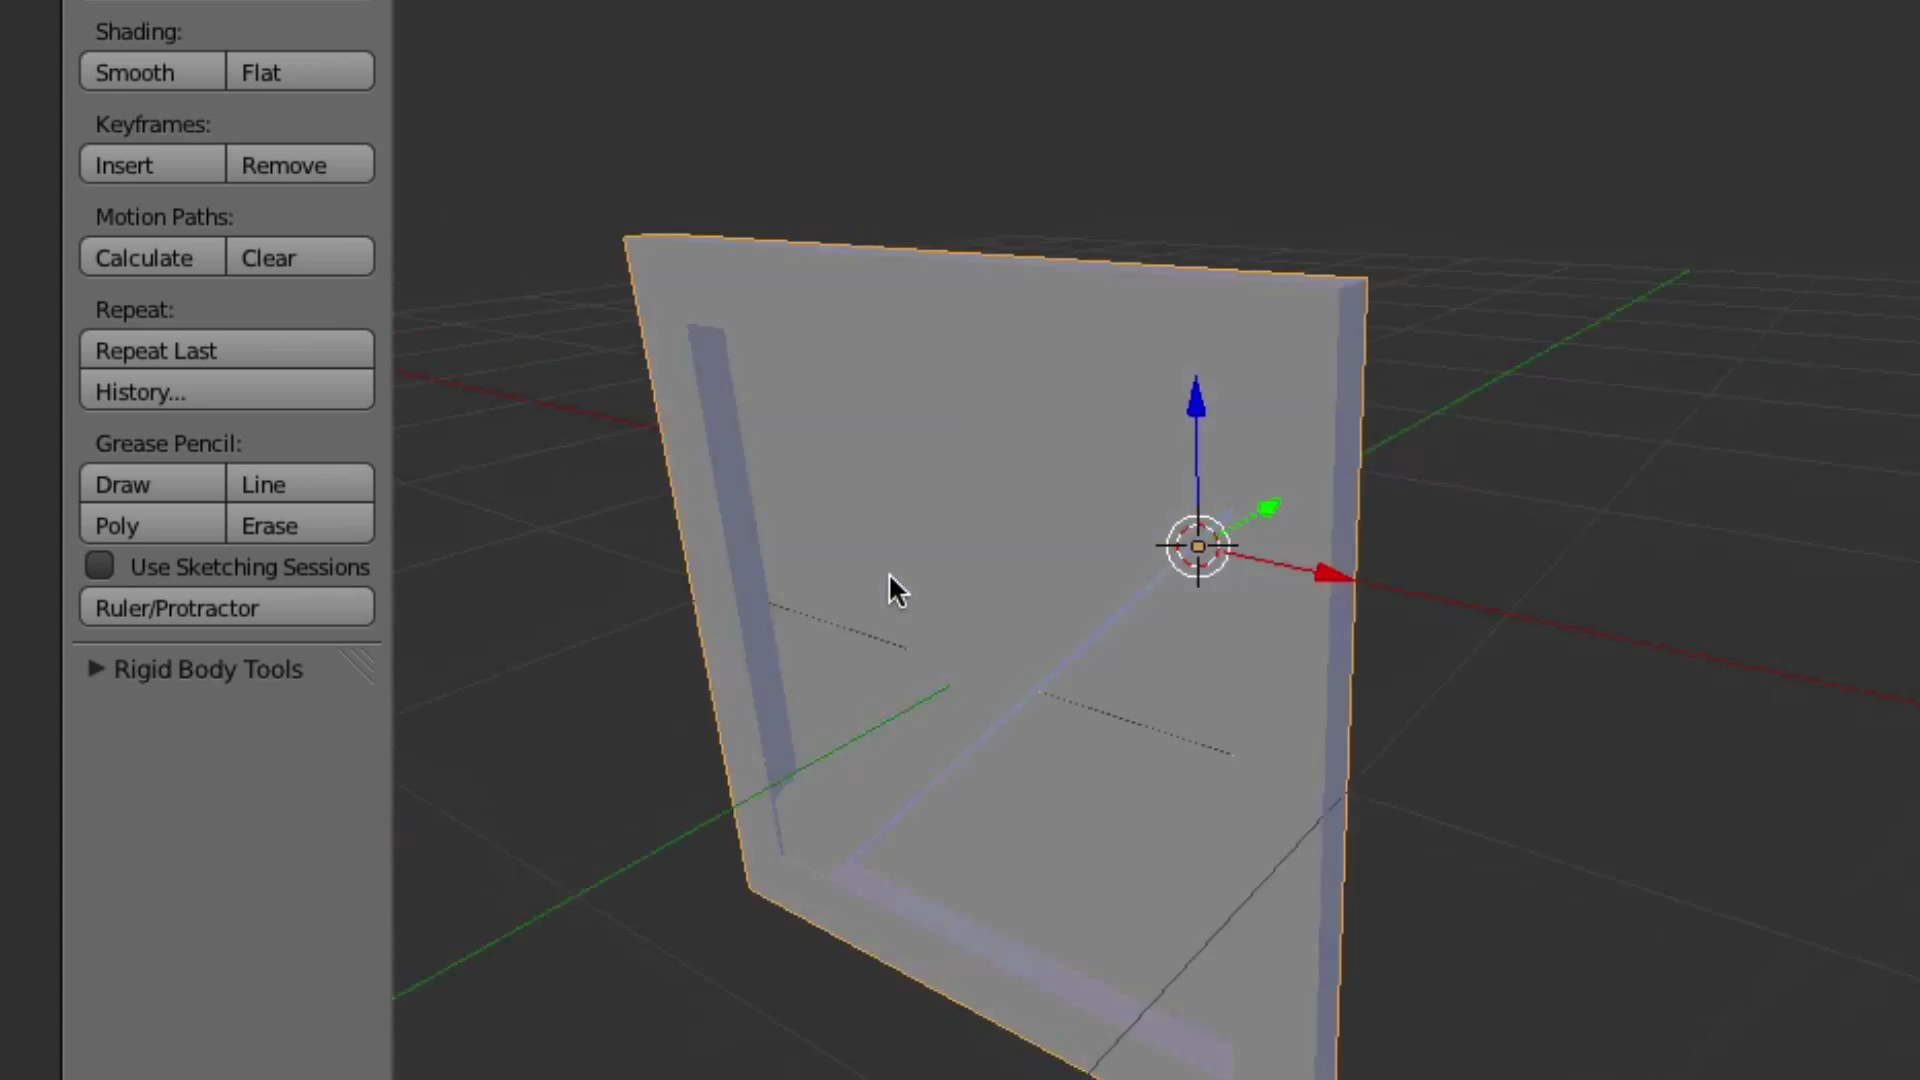 Shading:
Smooth Flat
Keyframes:
Insert Remove
Motion Paths:
Calculate Clear
Repeat:
Repeat Last
History...
Grease Pencil:
Draw Line
Poly Erase
Use Sketching Sessions
Ruler/Protractor
Rigid Body Tools